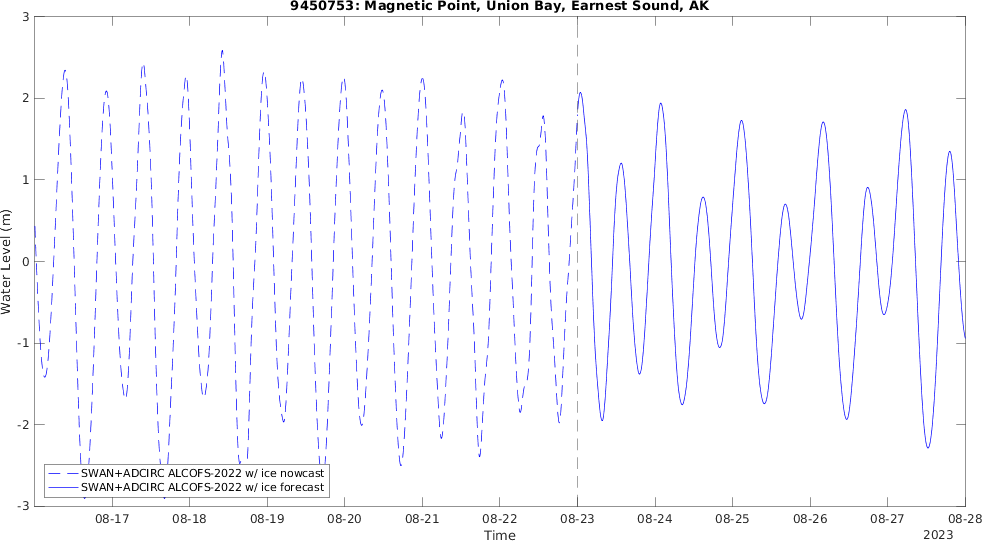 9450753: Magnetic Point, Union Bay, Earnest Sound, AK
3
2
1
0
-1
-2
-3
Water Level (m)
SWAN+ADCIRC ALCOFS-2022 w/ ice nowcast
SWAN+ADCIRC ALCOFS-2022 w/ ice forecast
08-17 08-18 08-19 08-20 08-21 08-22 08-23 08-24 08-25 08-26 08-27 08-28
Time
2023